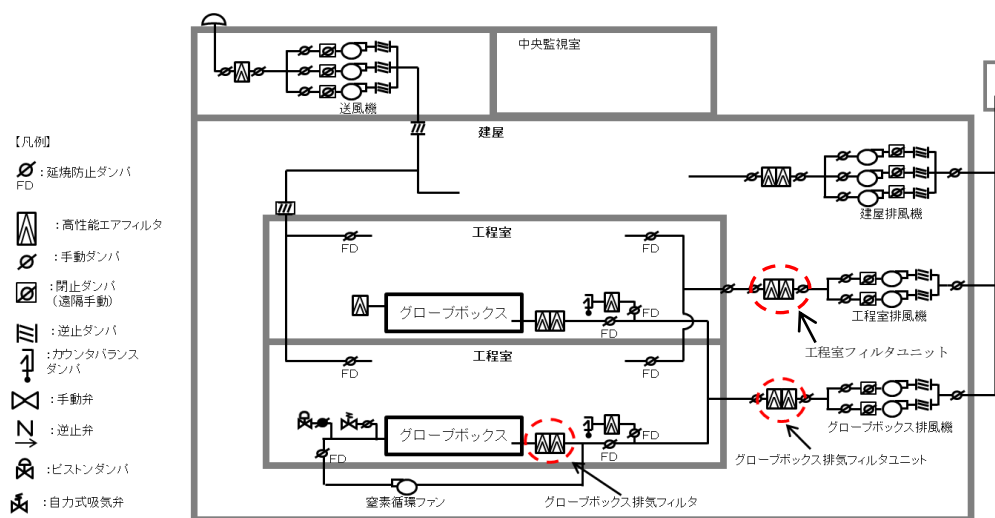 中央監視室
送風機
建屋
【凡例】
:延焼防止ダンパ
FD
:高性能エアフィルタ
:手動ダンパ
:閉止ダンパ
(遠隔手動)
:逆止ダンパ
:カウンタバランス
ダンパ
:手動弁
:逆止弁
:ピストンダンパ
:自力式吸気弁
建屋排風機
工程室
FD
FD
グローブボックス
FD
FD
工程室排風機
工程室フィルタユニット
工程室
FD
FD
グローブボックス
FD
FD
FD
グローブボックス排風機
グローブボックス排気フィルタユニット
窒素循環ファン
グローブボックス排気フィルタ